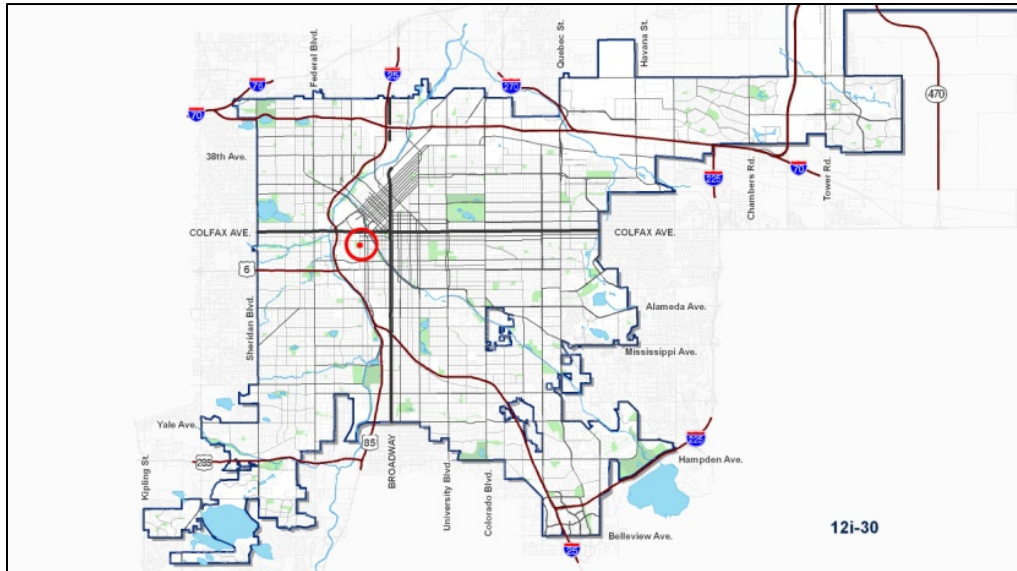 Federal Blvd.
25
Quebec St.
Havana St.
76
270
70
470
38th Ave.
225
Chambers Rd.
70
Tower Rd.
COLFAX AVE.
COLFAX AVE.
6
Sheridan Blvd.
Alameda Ave.
Mississippi Ave.
Yale Ave.
85
225
285
Kipling St.
BROADWAY
University Blvd.
Colorado Blvd.
Hampden Ave.
Belleview Ave.
25
12i-30